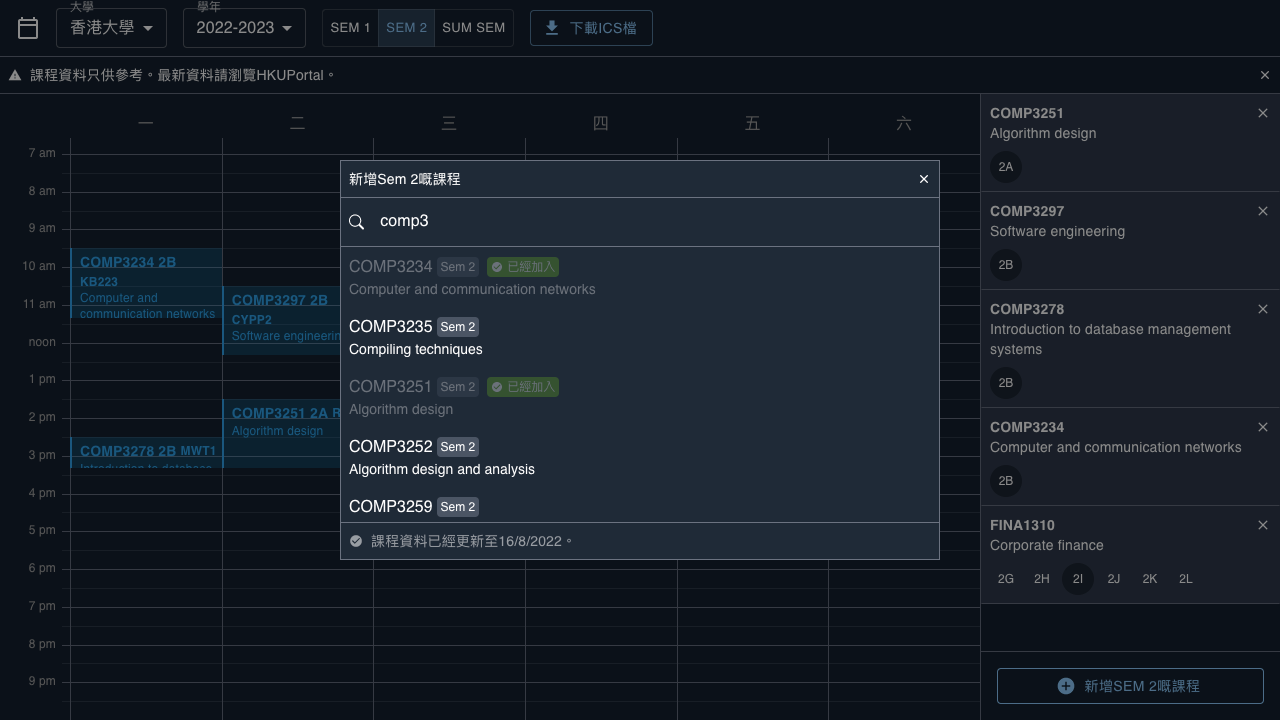 大學
香港大學
學年
2022-2023
SEM 1 SEM 2 SUM SEM
下載ICS檔
課程資料只供參考。最新資料請瀏覽HKUPortal。
一 二 三 四 五 六
7 am
8 am
9 am
10 am
11 am
noon
1 pm
2 pm
3 pm
4 pm
5 pm
6 pm
7 pm
8 pm
9 pm
COMP3234 2B
KB223
Computer and
communication networks
COMP3278 2B MWT1
Introduction to database
COMP3297 2B
CYPP2
Software engineerin
COMP3251 2A
Algorithm design
新增Sem 2嘅課程
comp3
COMP3234 Sem 2 已經加入
Computer and communication networks
COMP3235 Sem 2
Compiling techniques
COMP3251 Sem 2 已經加入
Algorithm design
COMP3252 Sem 2
Algorithm design and analysis
COMP3259 Sem 2
課程資料已經更新至16/8/2022。
COMP3251
Algorithm design
2A
COMP3297
Software engineering
2B
COMP3278
Introduction to database management
systems
2B
COMP3234
Computer and communication networks
2B
FINA1310
Corporate finance
2G 2H 2I 2J 2K 2L
新增SEM 2嘅課程